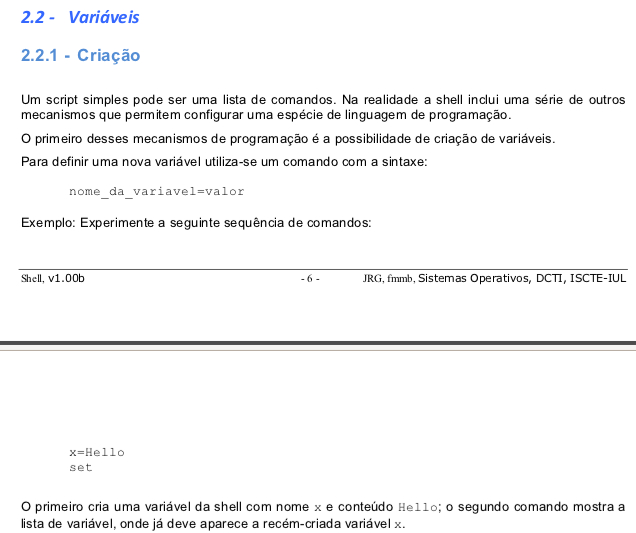 2.2 - Variáveis
2.2.1 - Criação
Um script simples pode ser uma lista de comandos. Na realidade a shell inclui uma série de outros
mecanismos que permitem configurar uma espécie de linguagem de programação.
O primeiro desses mecanismos de programação é a possibilidade de criação de variáveis.
Para definir uma nova variável utiliza-se um comando com a sintaxe:
nome_da_variavel=valor
Exemplo: Experimente a seguinte sequência de comandos:
Shell, v1.00b - 6 - JRG, fmmb, Sistemas Operativos, DCTI, ISCTE-IUL
x=Hello
set
O primeiro cria uma variável da shell com nome x e conteúdo Hello; o segundo comando mostra a
lista de variável, onde já deve aparece a recém-criada variável x.